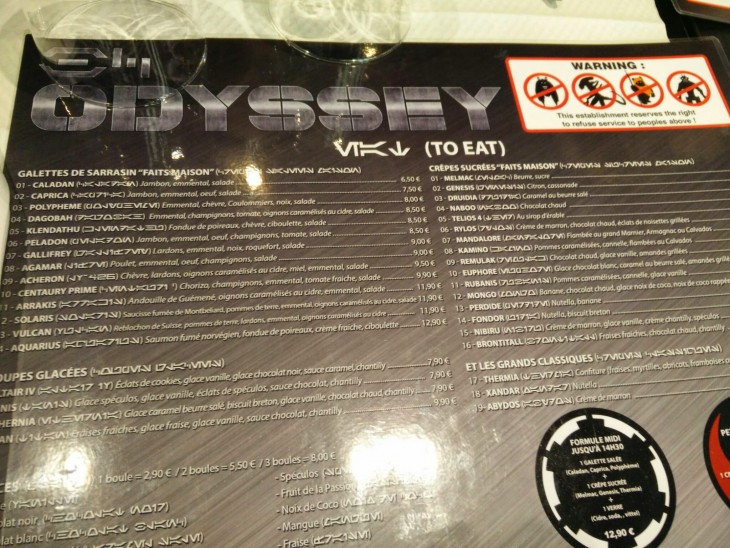 ODYSSEY
(TO EAT)
WARNING :
This establishment reserves the right
to refuse service to peoples above !
GALETTES DE SARRASIN "FAITS MAISON"
01 - CALADAN Jambon, emmental, salade 6,50 €
02 - CAPRICA Jambon, emmental, oeuf, salade 7,50 €
03 - POLYPHEME Emmental, chèvre, Coulommiers, noix, salade 8,00 €
04 - DAGOBAH Emmental, champignons, tomate, oignons caramélisés au cidre, salade 8,50 €
05 - KLENDATHU Fondue de poireaux, chèvre, ciboulette, salade 8,50 €
06 - PELADON Jambon, emmental, oeuf, champignons, tomate, salade 9,00 €
07 - GALLIFREY Lardons, emmental, noix, roquefort, salade 9,00 €
08 - AGAMAR Poulet, emmental, oeuf, champignons, salade 9,50 €
09 - ACHERON Chèvre, lardons, oignons caramélisés au cidre, miel, emmental, salade 9,90 €
10 - CENTAURY PRIME Chorizo, champignons, emmental, tomate fraîche, salade 11,90 €
- ARRAKIS Andouille de Guémené, oignons caramélisés au cidre, emmental, salade 11,90 €
- SOLARIS Saucisse fumée de Montbéliard, pommes de terre, emmental, oignons caramélisés au cidre, salade 11,90 €
- VULCAN Reblochon de Suisse, pommes de terre, lardons, emmental, oignons caramélisés au cidre 11,90 €
- AQUARIUS Saumon fumé norvégien, fondue de poireaux, crème fraîche, ciboulette 12,90 €
OUPES GLACÉES
Éclats de cookies, glace vanille, glace chocolat noir, sauce caramel, chantilly 7,90 €
Glace spéculos, glace vanille, éclats de spéculos, sauce chocolat, chantilly 7,90 €
Glace caramel beurre salé, biscuit breton, glace vanille, chocolat chaud, chantilly 7,90 €
Fraises fraîches, glace fraise, glace vanille, sauce chocolat, chantilly 9,90 €
1 boule = 2,90 € / 2 boules = 5,50 € / 3 boules = 8,00 €
lat noir
lat blanc
- Spéculos
- Fruit de la Passion
- Noix de Coco
- Mangue
- Fraise
CRÊPES SUCRÉES "FAITS MAISON"
01 - MELMAC Beurre, sucre
02 - GENESIS Citron, cassonade
03 - DRUIDIA Caramel au beurre salé
04 - NABOO Chocolat chaud
05 - TELIOS 4 Au sirop d'érable
06 - RYLOS Crème de marron, chocolat chaud, éclats de noisettes grillées
07 - MANDALORE Flambée au Grand Marnier, Armagnac ou Calvados
08 - KAMINO Pommes caramélisées, cannelle, flambées au Calvados
09 - REMULAK Chocolat chaud, glace vanille, amandes grillées
10 - EUPHORE Glace chocolat blanc, caramel au beurre salé, amandes
11 - RUBANIS Pommes caramélisées, cannelle, glace vanille
12 - MONGO Banane, chocolat chaud, glace noix de coco, noix de coco
13 - PERDIDE Nutella, banane
14 - FONDOR Nutella, biscuit breton
15 - NIBIRU Crème de marron, glace vanille, crème chantilly, spéculos
16 - BRONTITALL Fraises fraîches, chocolat chaud, chantilly
ET LES GRANDS CLASSIQUES
17 - THERMIA Confiture (fraises, myrtilles, abricots, framboises
18 - XANDAR Nutella
19 - ABYDOS Crème de marron
FORMULE MIDI
JUSQU'À 14H30
1 GALETTE SALÉE
(Caladan, Caprica, Polyphème)
+
1 CRÊPE SUCRÉE
(Melmac, Genesis, Thermia)
+
1 VERRE
(Cidre, soda, , vittel)
12,90 €